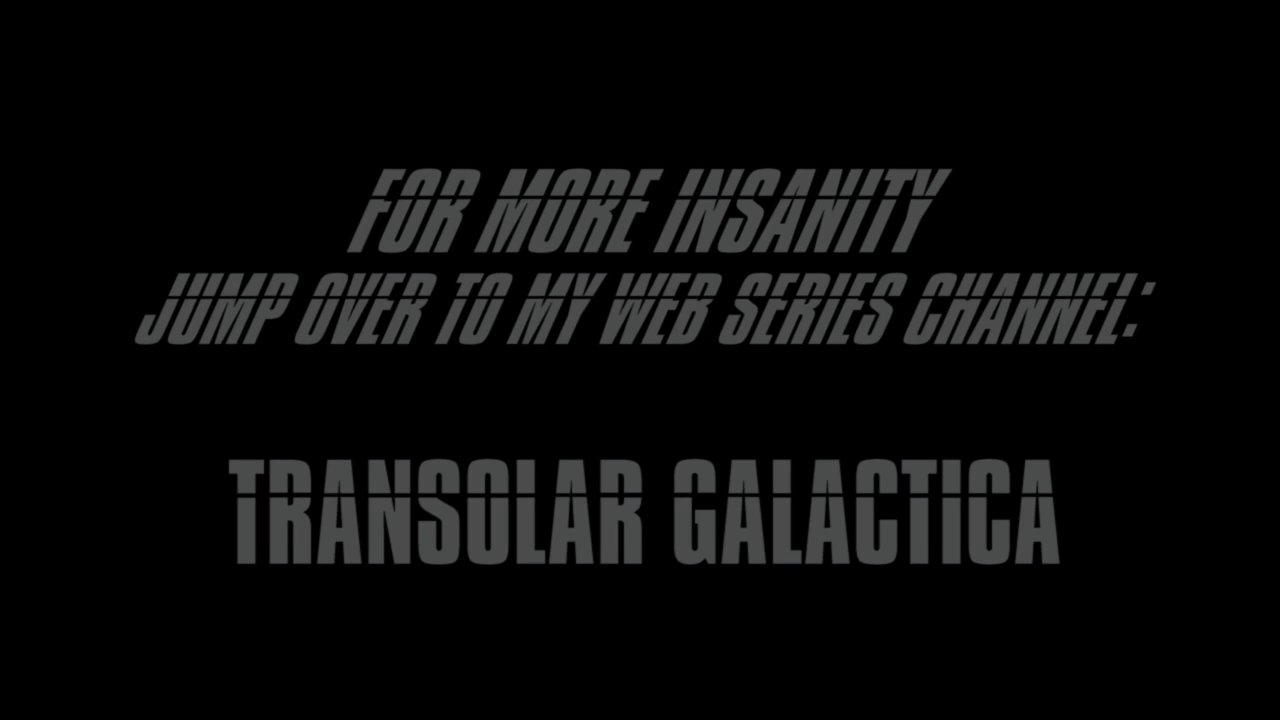 FOR MORE INSANITY
JUMP OVER TO MY WEB SERIES CHANNEL:
TRANSOLAR GALACTICA